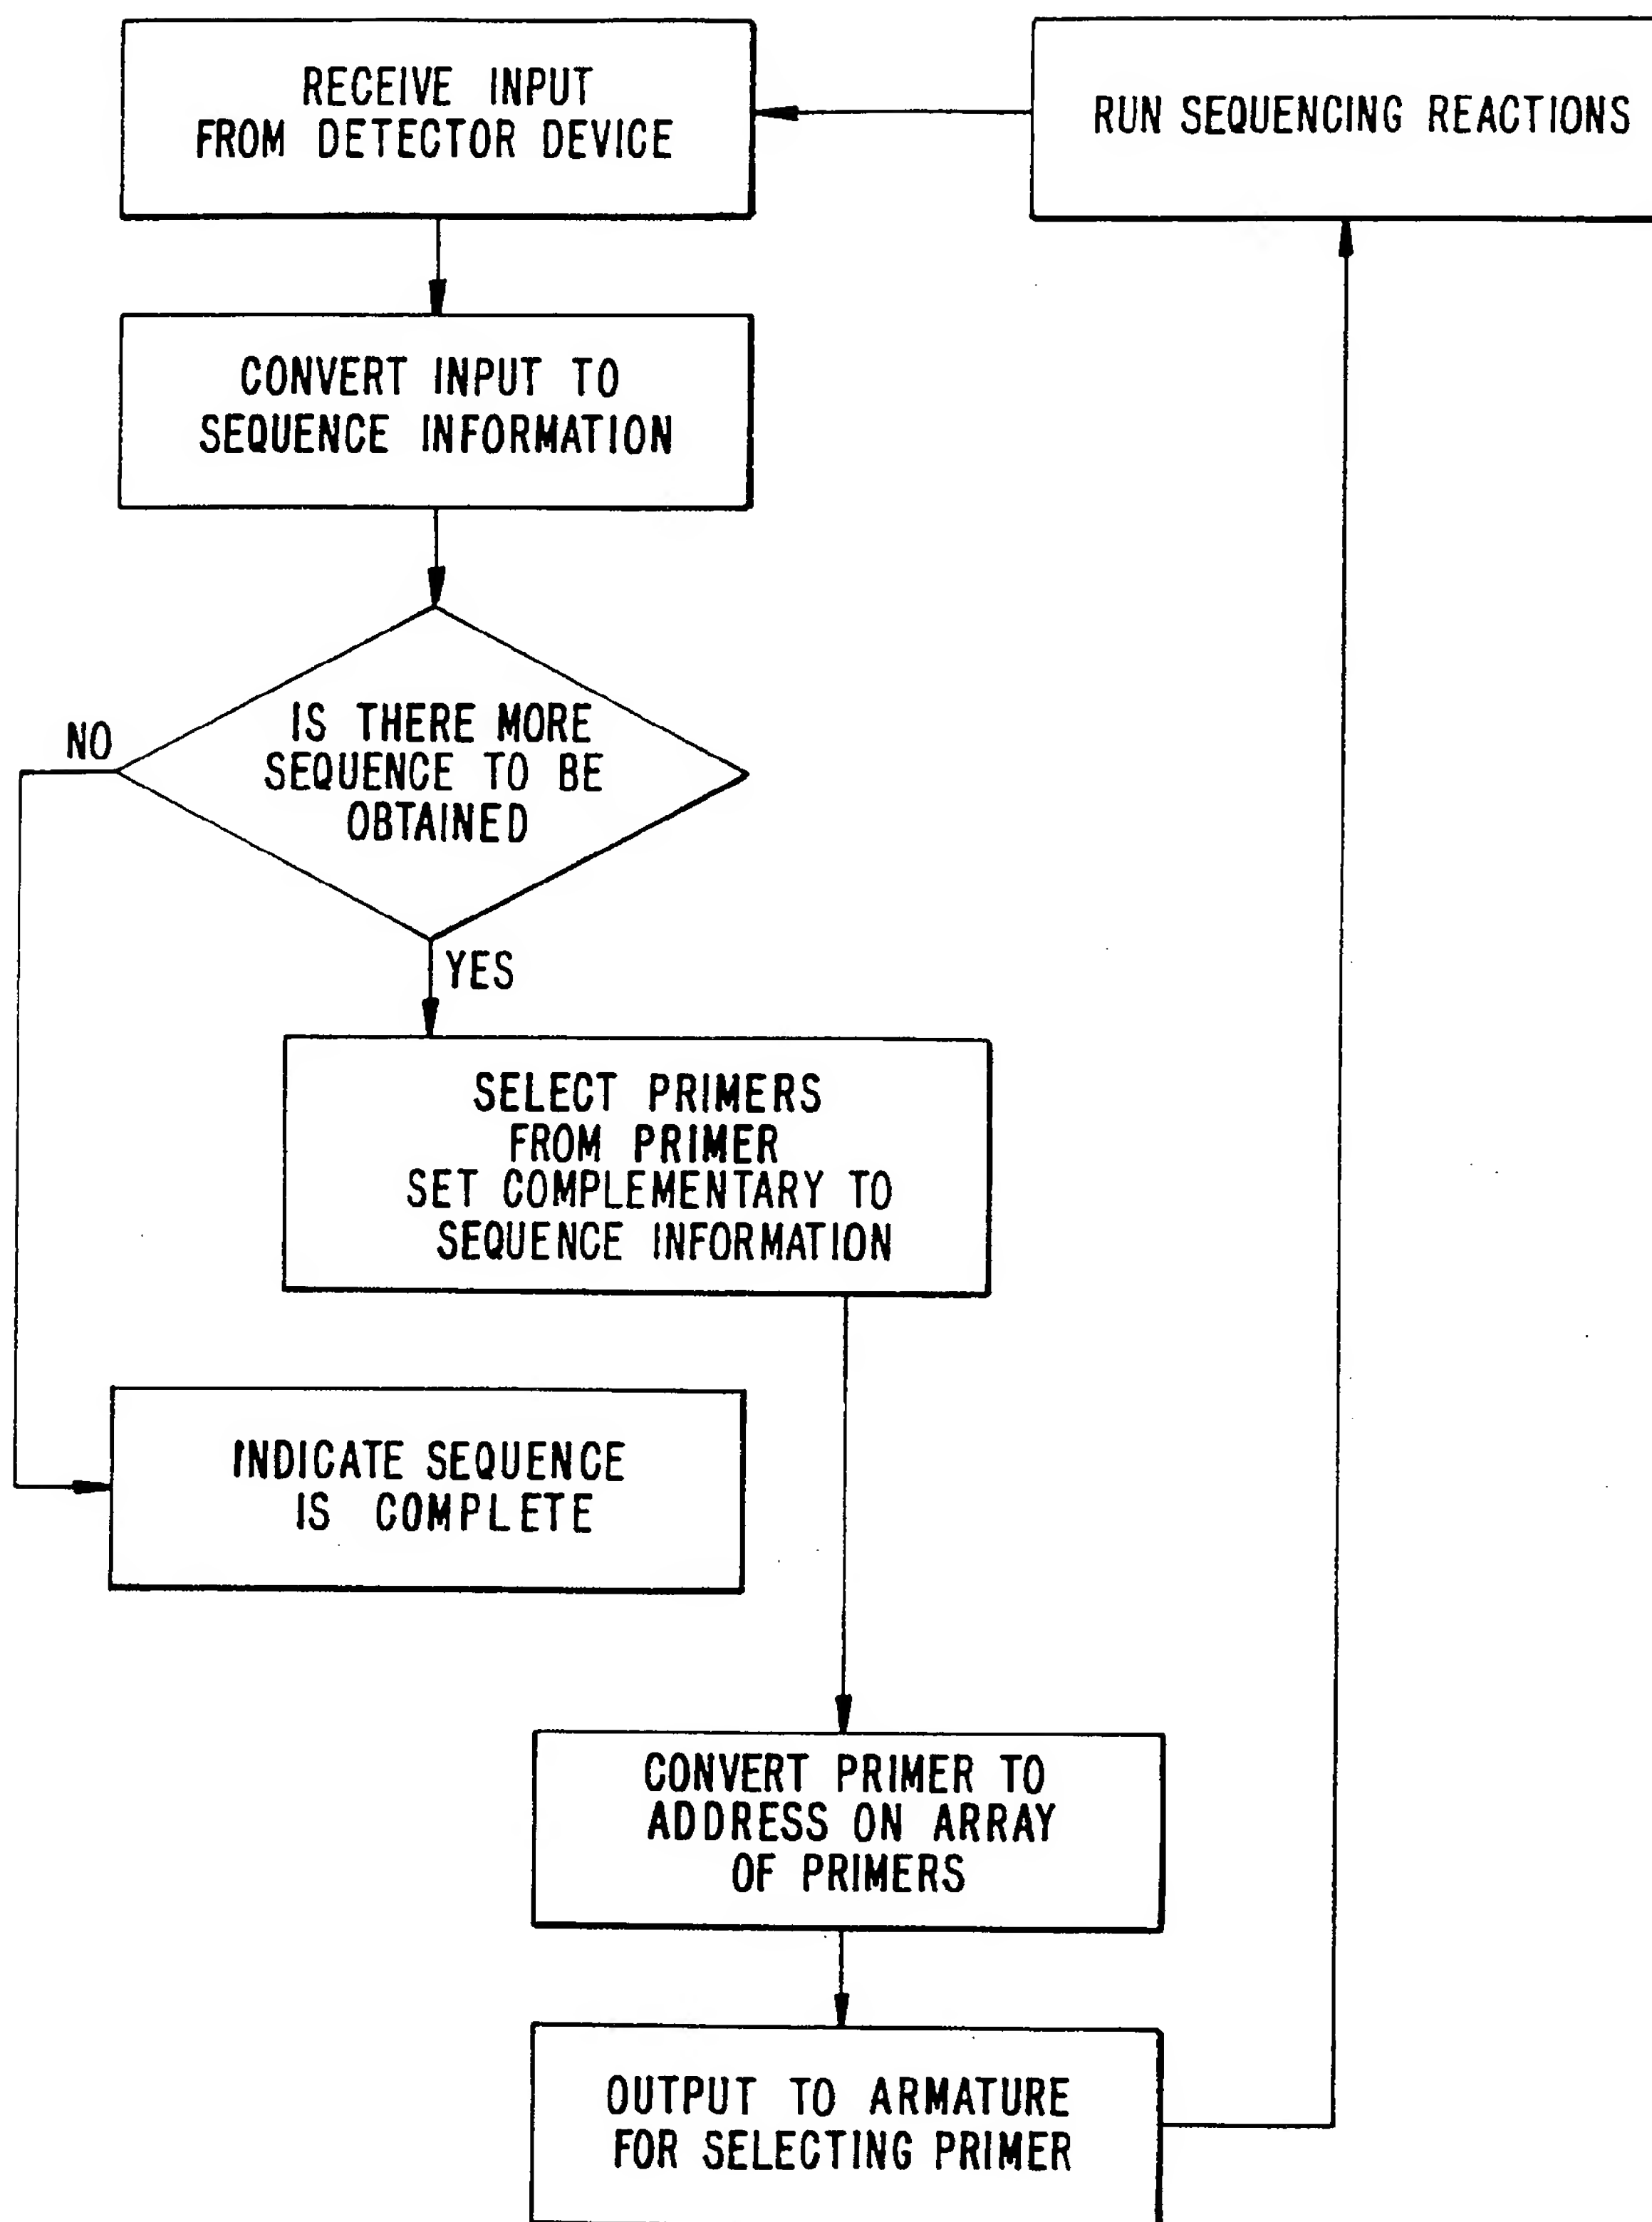 RECEIVE INPUT
FROM DETECTOR DEVICE
RUN SEQUENCING REACTIONS
CONVERT INPUT TO
SEQUENCE INFORMATION
IS THERE MORE
SEQUENCE TO BE
OBTAINED
NO
YES
SELECT PRIMERS
FROM PRIMER
SET COMPLEMENTARY TO
SEQUENCE INFORMATION
INDICATE SEQUENCE
IS COMPLETE
CONVERT PRIMER TO
ADDRESS ON ARRAY
OF PRIMERS
OUTPUT TO ARMATURE
FOR SELECTING PRIMER